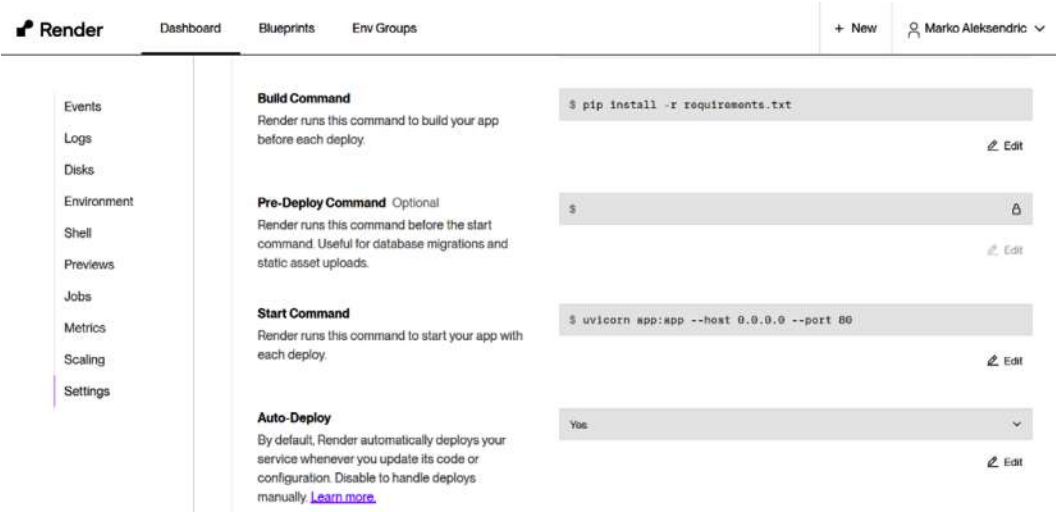 Render
Dashboard
Blueprints
Env Groups
+ New
Marko Aleksendric
Events
Logs
Disks
Environment
Shell
Previews
Jobs
Metrics
Scaling
Settings
Build Command
Render runs this command to build your app
before each deploy.
$ pip install -r requirements.txt
Edit
Pre-Deploy Command Optional
Render runs this command before the start
command. Useful for database migrations and
static asset uploads.
$
Edit
Start Command
Render runs this command to start your app with
each deploy.
$ uvicorn app:app --host 0.0.0.0 --port 80
Edit
Auto-Deploy
By default, Render automatically deploys your
service whenever you update its code or
configuration. Disable to handle deploys
manually. Learn more.
Yes
Edit